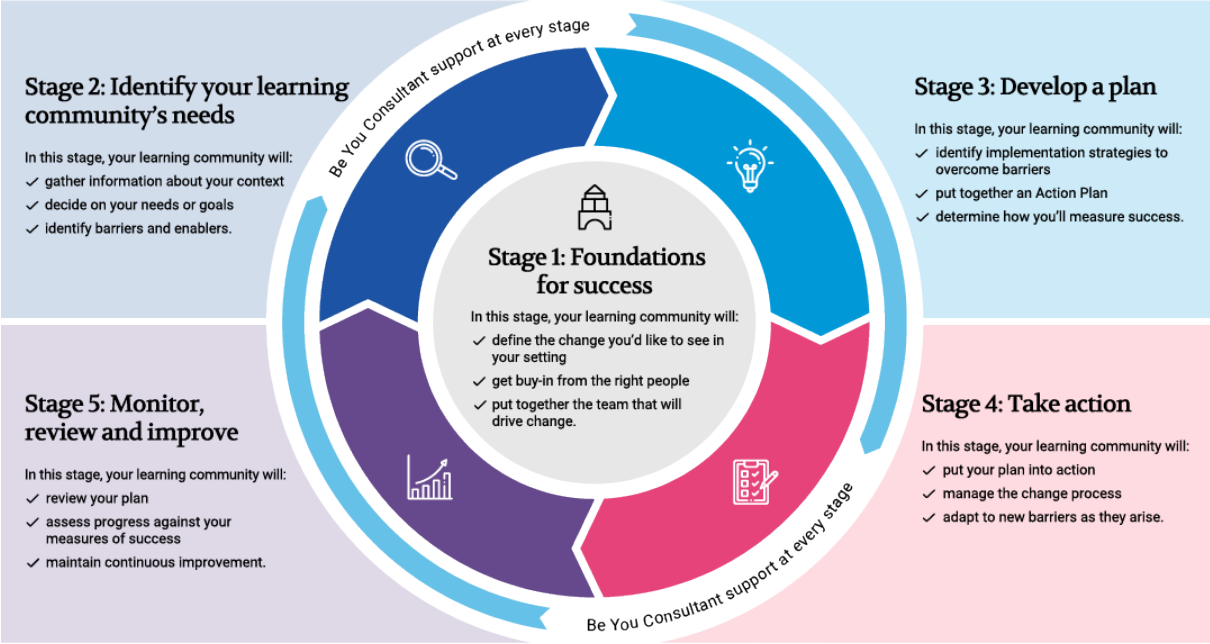 Be You Consultant support at every stage
Stage 2: Identify your learning
community’s needs
In this stage, your learning community will:
gather information about your context
decide on your needs or goals
identify barriers and enablers.
Stage 3: Develop a plan
In this stage, your learning community will:
identify implementation strategies to
overcome barriers
put together an Action Plan
determine how you’ll measure success.
Stage 1: Foundations
for success
In this stage, your learning community will:
define the change you’d like to see in
your setting
get buy-in from the right people
put together the team that will
drive change.
Stage 5: Monitor,
review and improve
In this stage, your learning community will:
review your plan
assess progress against your
measures of success
maintain continuous improvement.
Stage 4: Take action
In this stage, your learning community will:
put your plan into action
manage the change process
adapt to new barriers as they arise.
Be You Consultant support at every stage